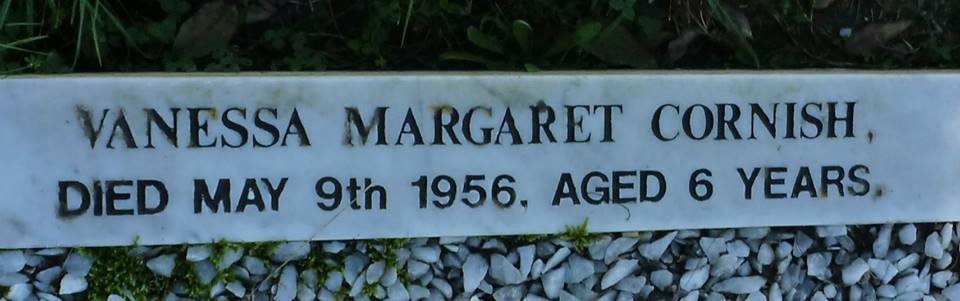 VANESSA MARGARET CORNISH,
DIED MAY 9th 1956. AGED 6 YEARS.